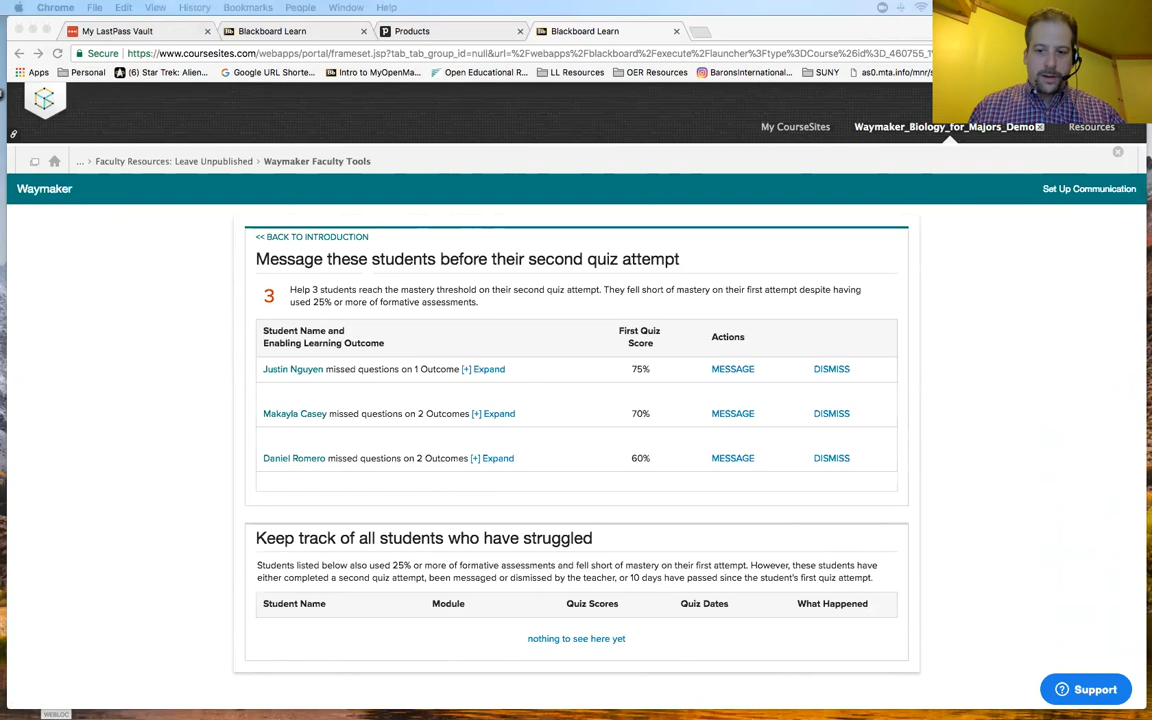 Chrome File Edit View History Bookmarks People Window Help
My LastPass Vault Blackboard Learn Products Blackboard Learn
Secure https://www.coursesites.com/webapps/portal/frameset.jsp?tab_tab_group_id=null&url=%2Fwebapps%2Fblackboard%2Fexecute%2Flauncher%3Ftype%3DCourse%26id%3D_460755_1%
Apps Personal (6) Star Trek: Alien... Google URL Shorte... Intro to MyOpenMa... Open Educational R... LL Resources OER Resources BaronsInternational... SUNY as0.mta.info/mnr/s
My CourseSites Waymaker_Biology_for_Majors_Demo Resources
... > Faculty Resources: Leave Unpublished > Waymaker Faculty Tools
Waymaker Set Up Communication
<< BACK TO INTRODUCTION
Message these students before their second quiz attempt
3 Help 3 students reach the mastery threshold on their second quiz attempt. They fell short of mastery on their first attempt despite having
used 25% or more of formative assessments.
Student Name and First Quiz
Enabling Learning Outcome Score Actions
Justin Nguyen missed questions on 1 Outcome [+] Expand 75% MESSAGE DISMISS
Makayla Casey missed questions on 2 Outcomes [+] Expand 70% MESSAGE DISMISS
Daniel Romero missed questions on 2 Outcomes [+] Expand 60% MESSAGE DISMISS
Keep track of all students who have struggled
Students listed below also used 25% or more of formative assessments and fell short of mastery on their first attempt. However, these students have
either completed a second quiz attempt, been messaged or dismissed by the teacher, or 10 days have passed since the student's first quiz attempt.
Student Name Module Quiz Scores Quiz Dates What Happened
nothing to see here yet
Support
WEBLOC